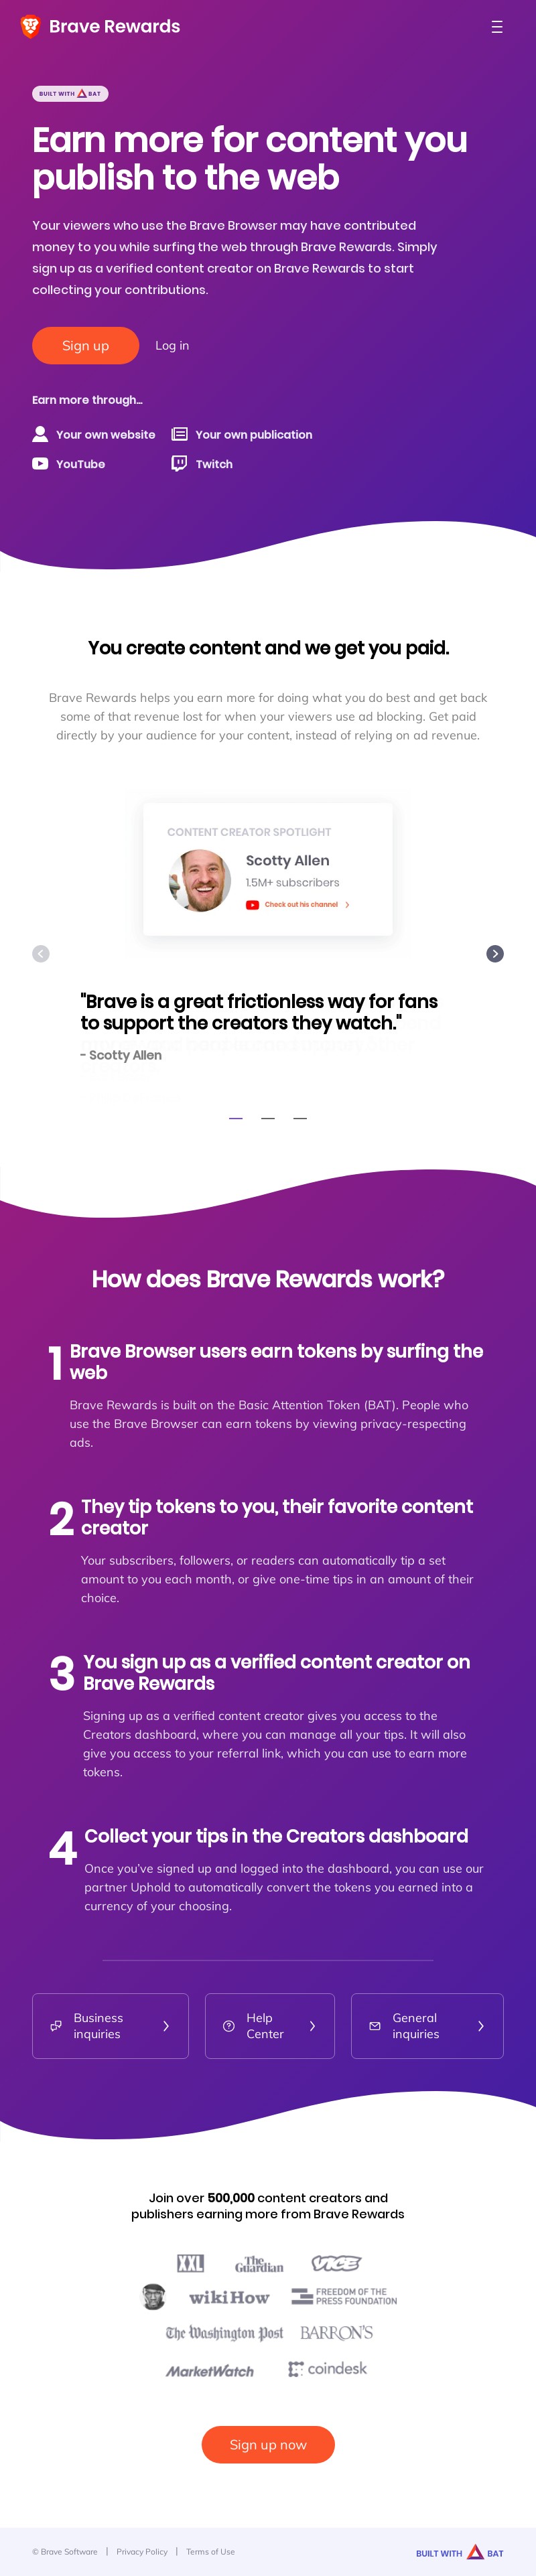 Brave Rewards
BUILT WITH BAT
Earn more for content you
publish to the web
Your viewers who use the Brave Browser may have contributed
money to you while surfing the web through Brave Rewards. Simply
sign up as a verified content creator on Brave Rewards to start
collecting your contributions.
Sign up
Log in
Earn more through...
Your own website
Your own publication
YouTube
Twitch
You create content and we get you paid.
Brave Rewards helps you earn more for doing what you do best and get back
some of that revenue lost for when your viewers use ad blocking. Get paid
directly by your audience for your content, instead of relying on ad revenue.
CONTENT CREATOR SPOTLIGHT
Scotty Allen
1.5M+ subscribers
Check out his channel
"Brave is a great frictionless way for fans
to support the creators they watch."
- Scotty Allen
How does Brave Rewards work?
1
Brave Browser users earn tokens by surfing the
web
Brave Rewards is built on the Basic Attention Token (BAT). People who
use the Brave Browser can earn tokens by viewing privacy-respecting
ads.
2
They tip tokens to you, their favorite content
creator
Your subscribers, followers, or readers can automatically tip a set
amount to you each month, or give one-time tips in an amount of their
choice.
3
You sign up as a verified content creator on
Brave Rewards
Signing up as a verified content creator gives you access to the
Creators dashboard, where you can manage all your tips. It will also
give you access to your referral link, which you can use to earn more
tokens.
4
Collect your tips in the Creators dashboard
Once you’ve signed up and logged into the dashboard, you can use our
partner Uphold to automatically convert the tokens you earned into a
currency of your choosing.
Business
inquiries
Help
Center
General
inquiries
Join over 500,000 content creators and
publishers earning more from Brave Rewards
XXL
The Guardian
VICE
wikiHow
FREEDOM OF THE
PRESS FOUNDATION
The Washington Post
BARRON'S
MarketWatch
coindesk
Sign up now
© Brave Software | Privacy Policy | Terms of Use
BUILT WITH BAT